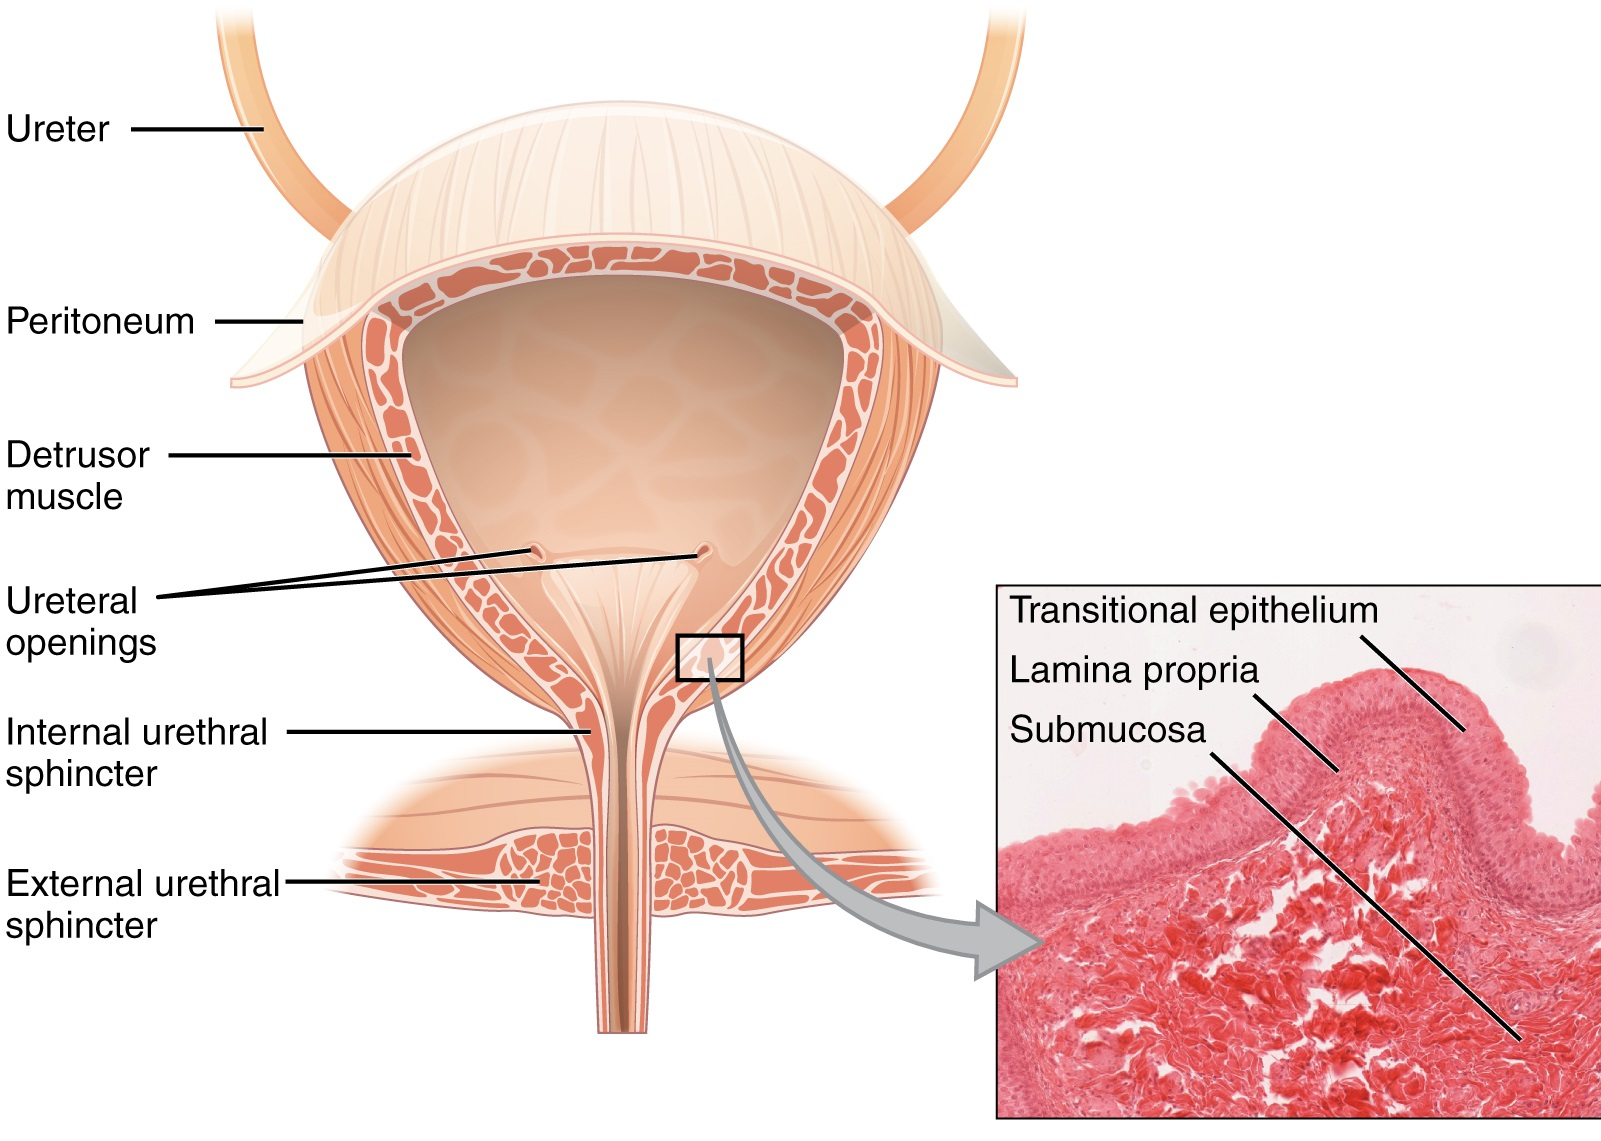 Ureter
Peritoneum
Detrusor
muscle
Ureteral
openings
Internal urethral
sphincter
External urethral
sphincter
Transitional epithelium
Lamina propria
Submucosa